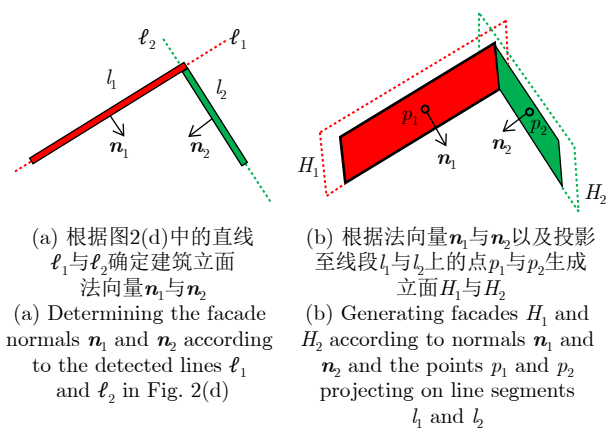 ℓ₂ ℓ₁
l₁ l₂
n₁ n₂
p₁ p₂
n₁ n₂
H₁ H₂
(a) 根据图2(d)中的直线
ℓ₁与ℓ₂确定建筑立面
法向量n₁与n₂
(a) Determining the facade
normals n₁ and n₂ according
to the detected lines ℓ₁
and ℓ₂ in Fig. 2(d)
(b) 根据法向量n₁与n₂以及投影
至线段l₁与l₂上的点p₁与p₂生成
立面H₁与H₂
(b) Generating facades H₁ and
H₂ according to normals n₁ and
n₂ and the points p₁ and p₂
projecting on line segments
l₁ and l₂